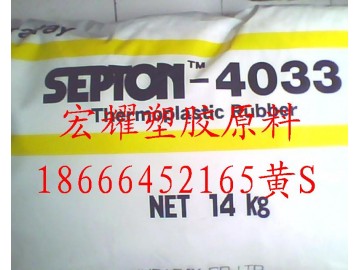 SEPTON™-4033
Thermoplastic Rubber
宏耀塑胶原料
18666452165黄S
NET 14 kg